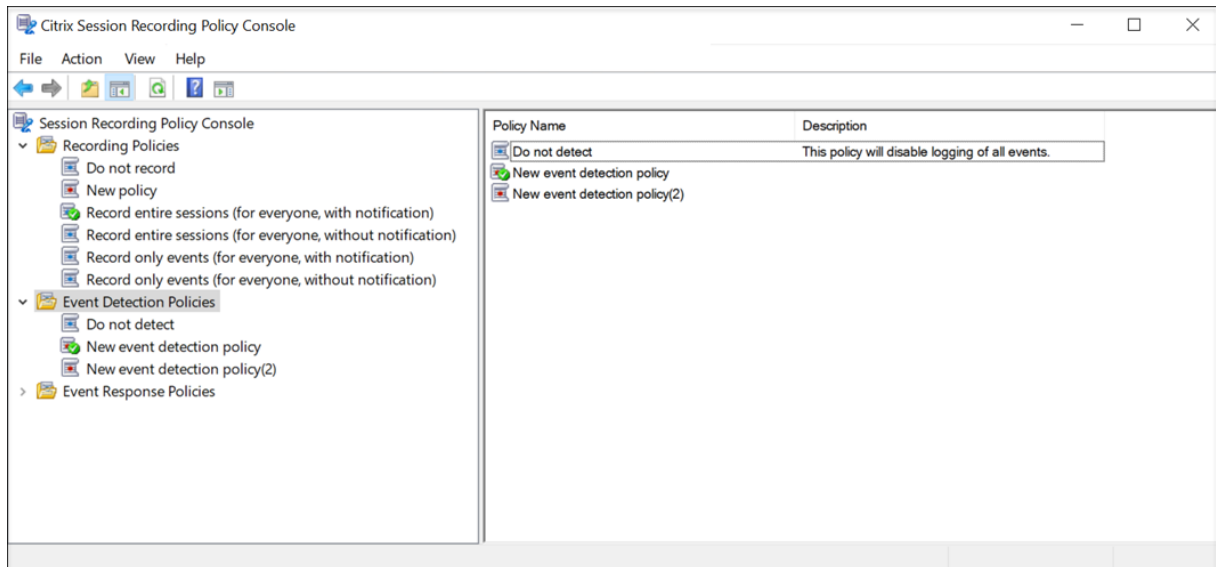 Citrix Session Recording Policy Console
File Action View Help
Session Recording Policy Console
Recording Policies
Do not record
New policy
Record entire sessions (for everyone, with notification)
Record entire sessions (for everyone, without notification)
Record only events (for everyone, with notification)
Record only events (for everyone, without notification)
Event Detection Policies
Do not detect
New event detection policy
New event detection policy(2)
Event Response Policies
Policy Name Description
Do not detect This policy will disable logging of all events.
New event detection policy
New event detection policy(2)